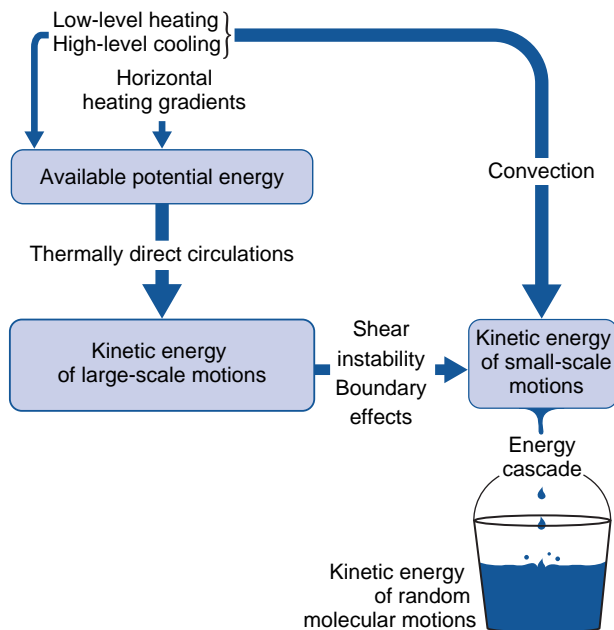 Low-level heating
High-level cooling
Horizontal
heating gradients
Available potential energy
Convection
Thermally direct circulations
Kinetic energy
of large-scale motions
Shear
instability
Boundary
effects
Kinetic energy
of small-scale
motions
Energy
cascade
Kinetic energy
of random
molecular motions